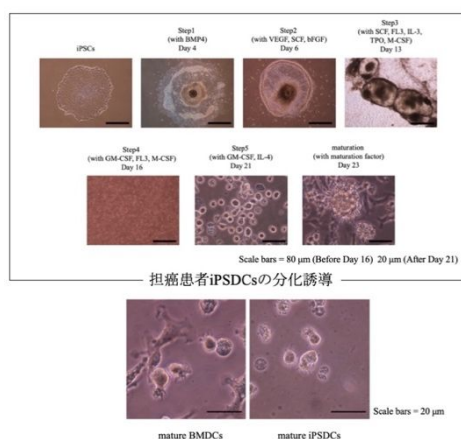 iPSCs
Step1
(with BMP4)
Day 4
Step2
(with VEGF, SCF, bFGF)
Day 6
Step3
(with SCF, FL3, IL-3,
TPO, M-CSF)
Day 13
Step4
(with GM-CSF, FL3, M-CSF)
Day 16
Step5
(with GM-CSF, IL-4)
Day 21
maturation
(with maturation factor)
Day 23
Scale bars = 80 μm (Before Day 16) 20 μm (After Day 21)
担癌患者iPSDCsの分化誘導
Scale bars = 20 μm
mature BMDCs
mature iPSDCs